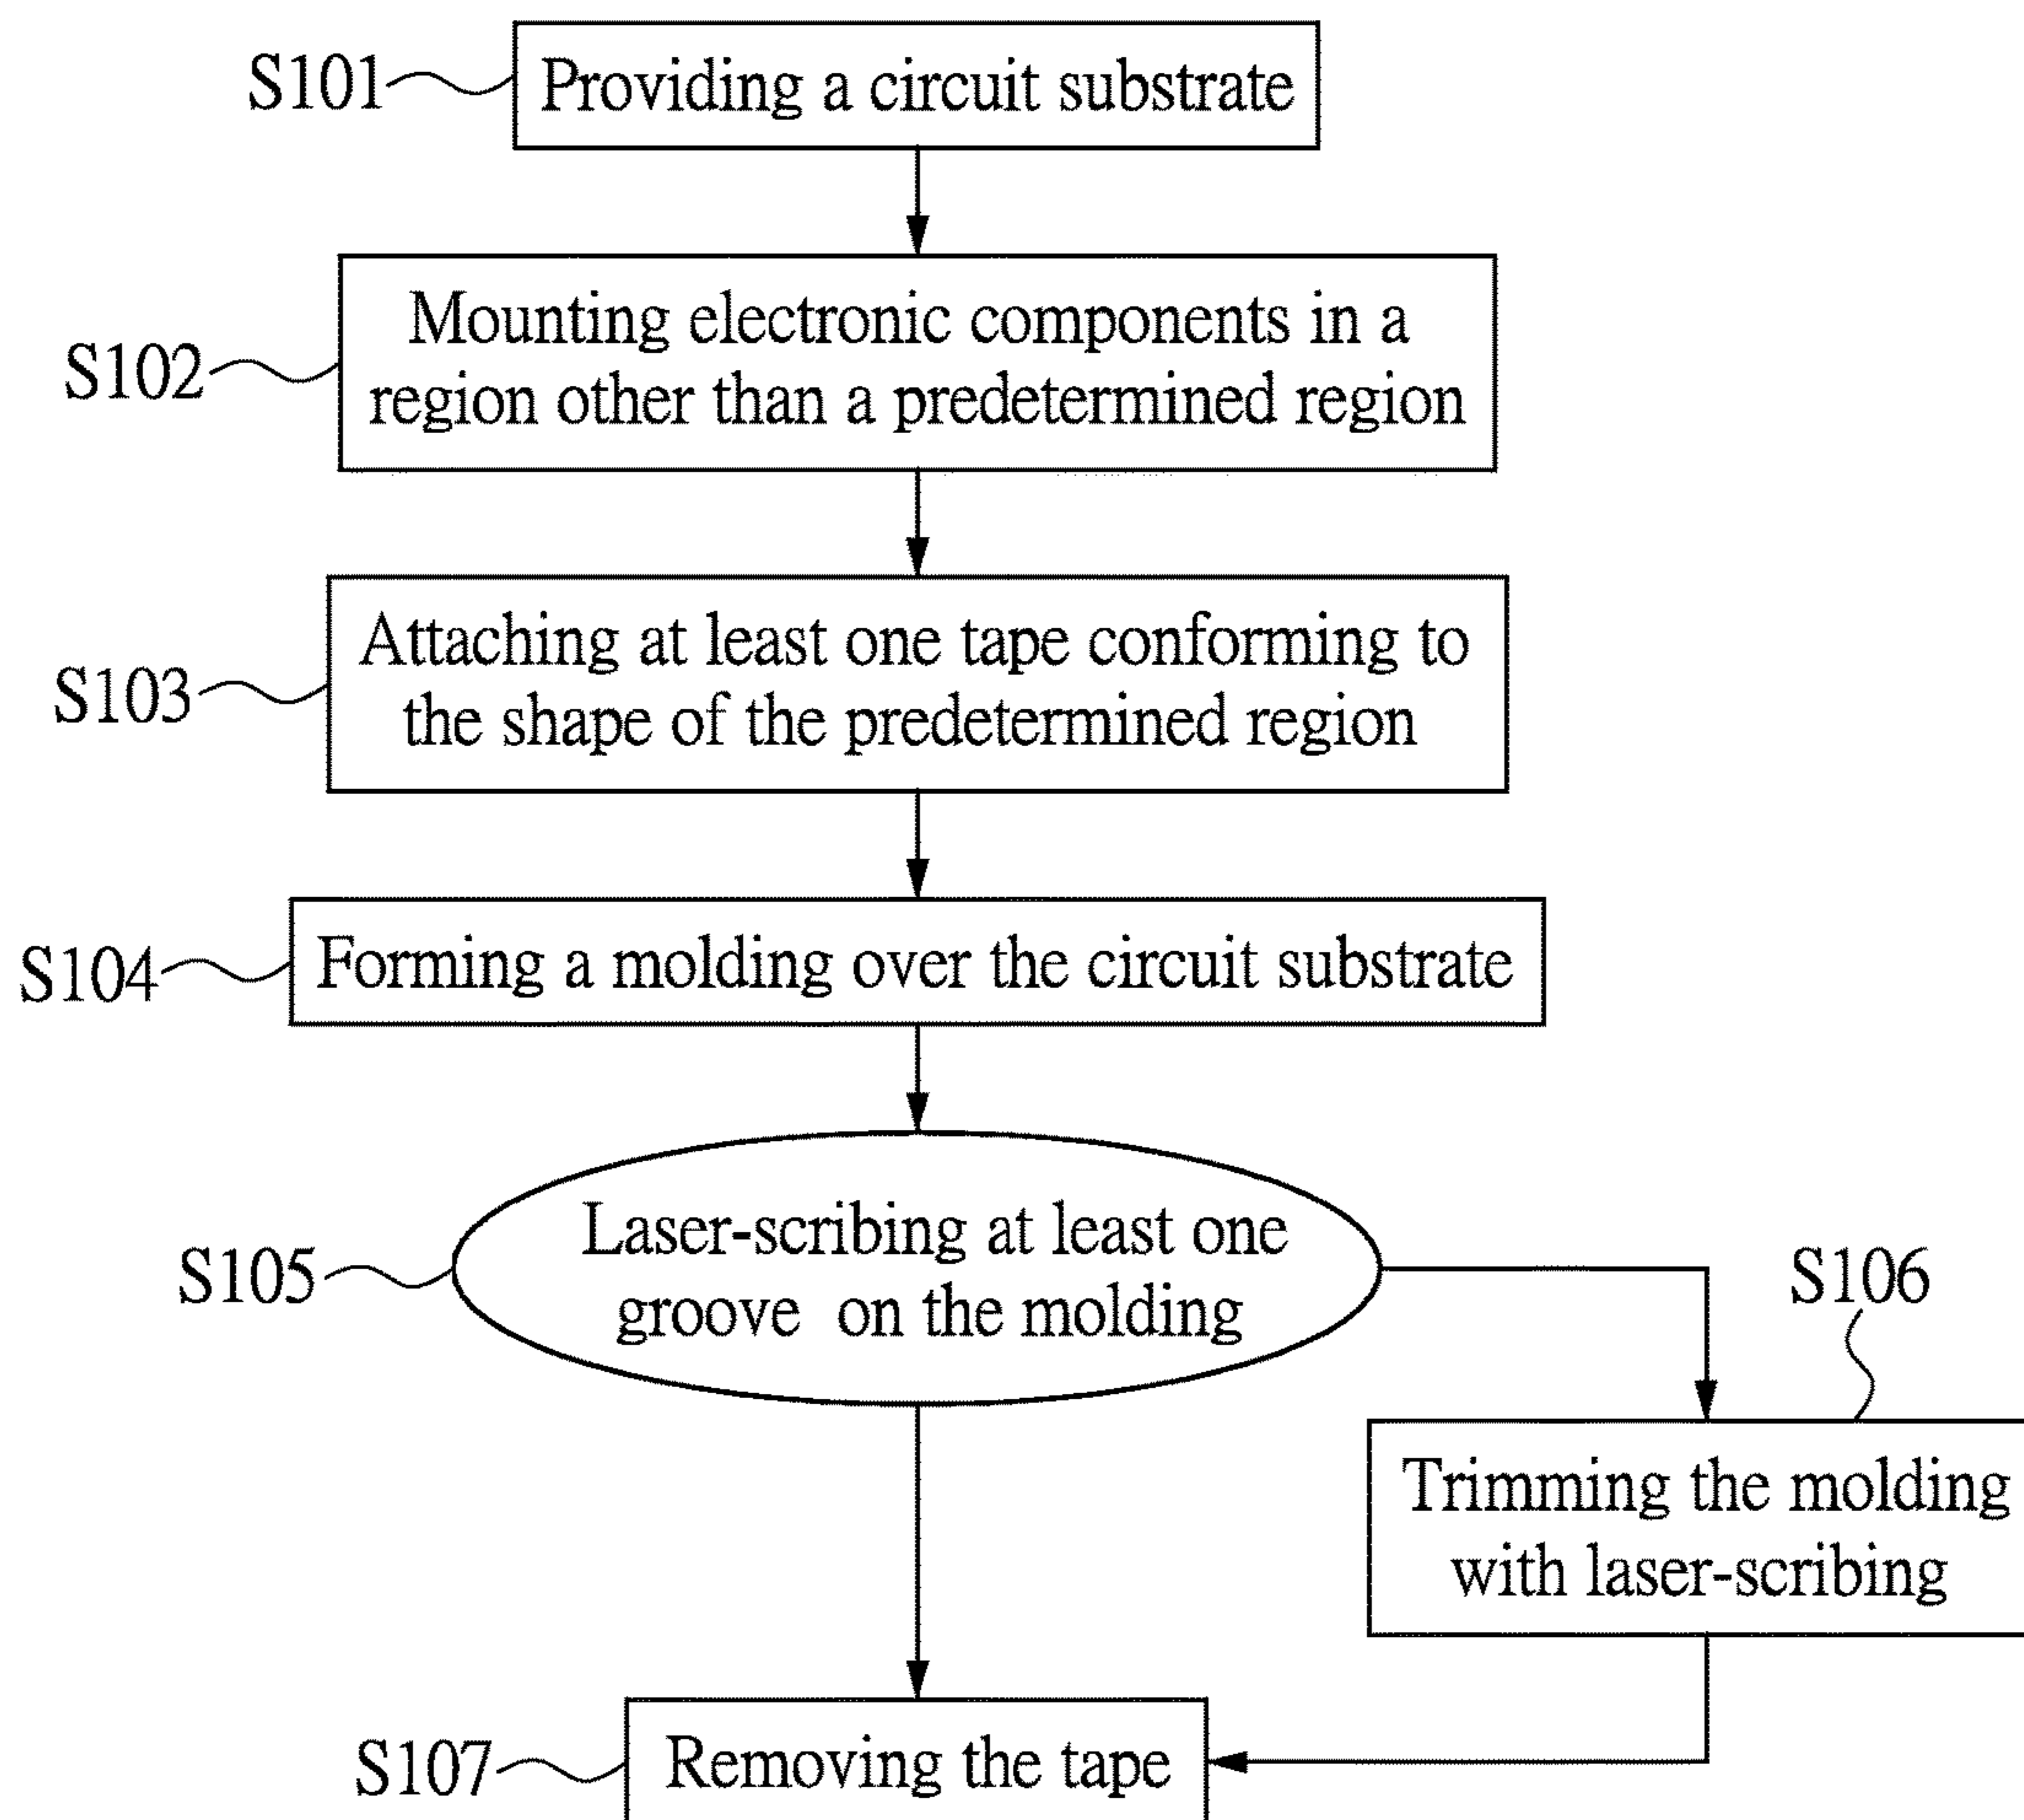 S101
Providing a circuit substrate
S102
Mounting electronic components in a
region other than a predetermined region
S103
Attaching at least one tape conforming to
the shape of the predetermined region
S104
Forming a molding over the circuit substrate
S105
Laser-scribing at least one
groove on the molding
S106
Trimming the molding
with laser-scribing
S107
Removing the tape